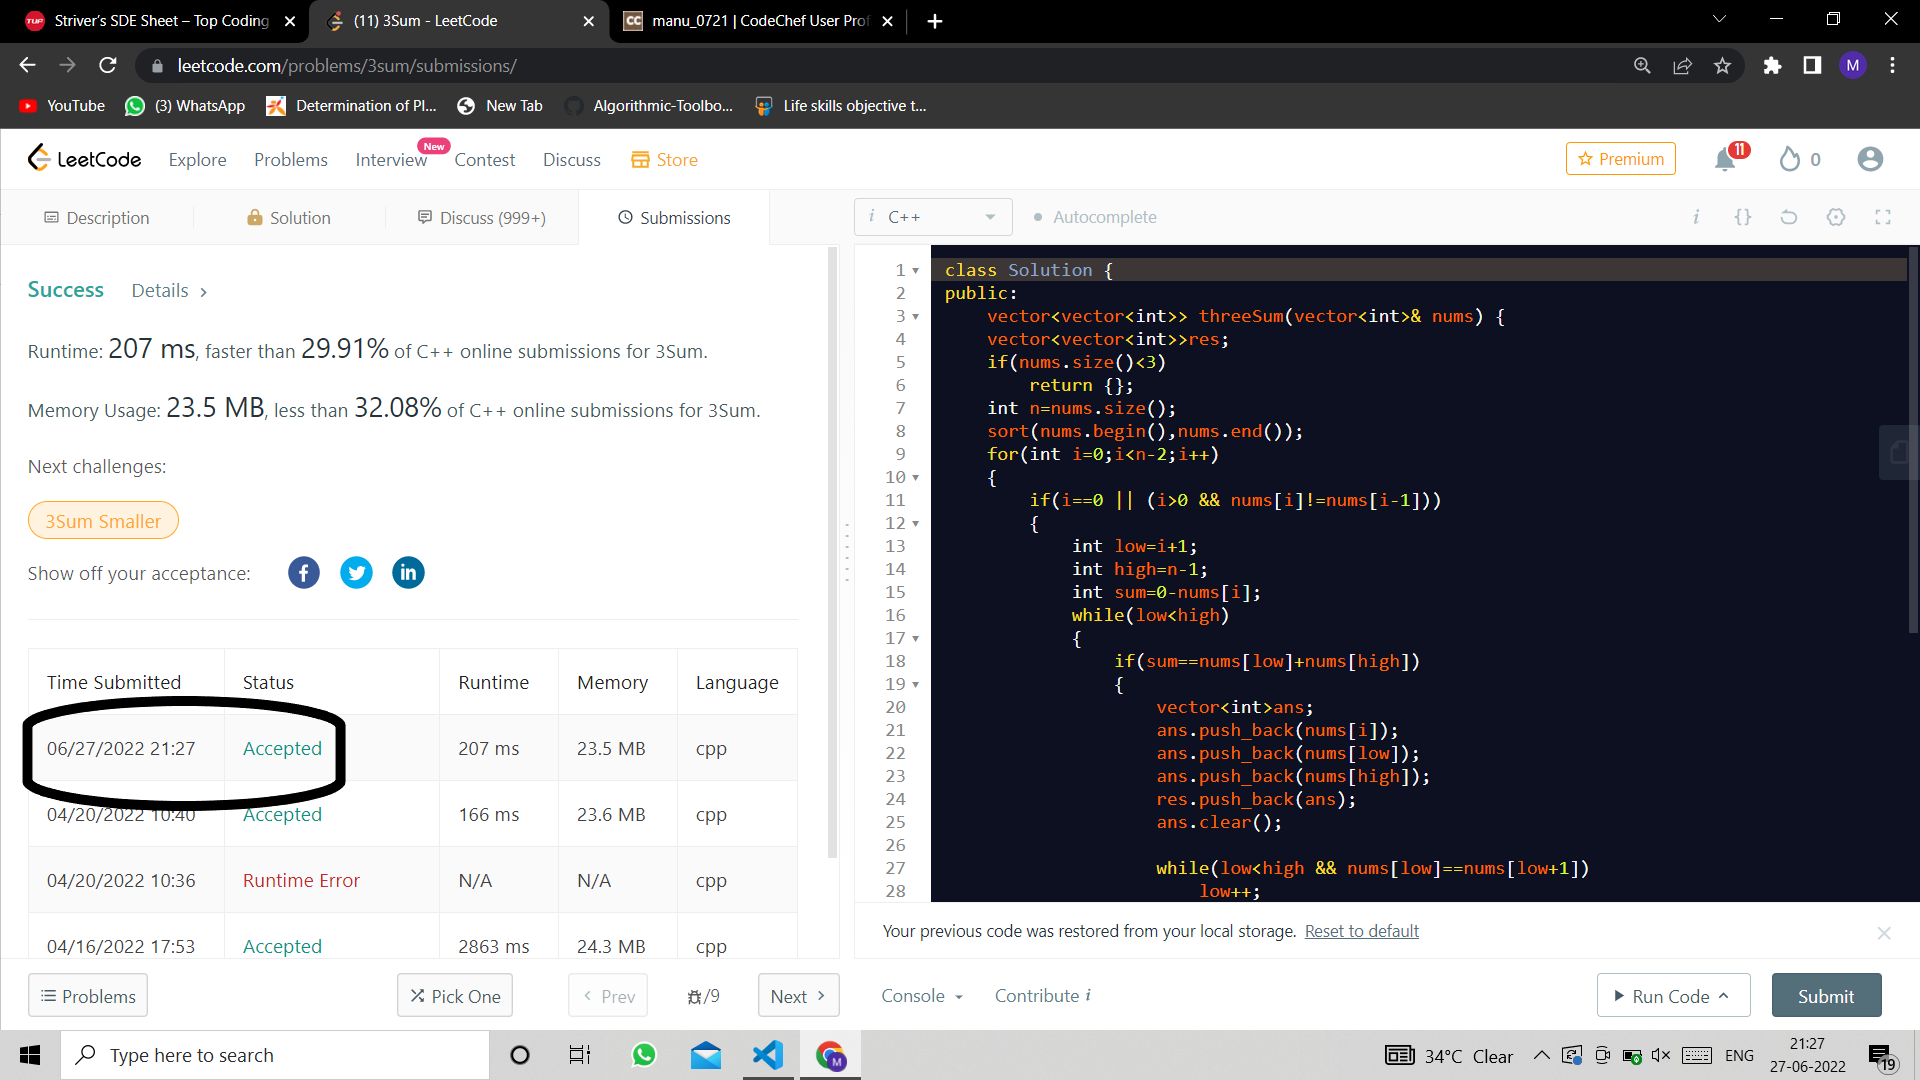 Striver's SDE Sheet – Top Coding
(11) 3Sum - LeetCode
CC manu_0721 | CodeChef User Prof
leetcode.com/problems/3sum/submissions/
M
YouTube
(3) WhatsApp
Determination of Pl...
New Tab
Algorithmic-Toolbo...
Life skills objective t...
LeetCode
Explore
Problems
Interview
New
Contest
Discuss
Store
Premium
11
0
Description
Solution
Discuss (999+)
Submissions
i C++
Autocomplete
i {}
Success Details >
Runtime: 207 ms, faster than 29.91% of C++ online submissions for 3Sum.
Memory Usage: 23.5 MB, less than 32.08% of C++ online submissions for 3Sum.
Next challenges:
3Sum Smaller
Show off your acceptance:
Time Submitted Status Runtime Memory Language
06/27/2022 21:27 Accepted 207 ms 23.5 MB cpp
04/20/2022 10:40 Accepted 166 ms 23.6 MB cpp
04/20/2022 10:36 Runtime Error N/A N/A cpp
04/16/2022 17:53 Accepted 2863 ms 24.3 MB cpp
1 class Solution {
2 public:
3 vector<vector<int>> threeSum(vector<int>& nums) {
4 vector<vector<int>>res;
5 if(nums.size()<3)
6 return {};
7 int n=nums.size();
8 sort(nums.begin(),nums.end());
9 for(int i=0;i<n-2;i++)
10 {
11 if(i==0 || (i>0 && nums[i]!=nums[i-1]))
12 {
13 int low=i+1;
14 int high=n-1;
15 int sum=0-nums[i];
16 while(low<high)
17 {
18 if(sum==nums[low]+nums[high])
19 {
20 vector<int>ans;
21 ans.push_back(nums[i]);
22 ans.push_back(nums[low]);
23 ans.push_back(nums[high]);
24 res.push_back(ans);
25 ans.clear();
26
27 while(low<high && nums[low]==nums[low+1])
28 low++;
Your previous code was restored from your local storage. Reset to default
Problems
Pick One
< Prev
/9
Next >
Console
Contribute i
Run Code
Submit
Type here to search
34°C Clear
ENG
21:27
27-06-2022
19